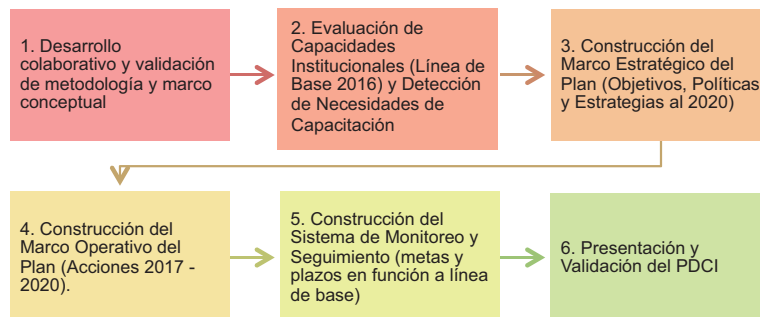 1. Desarrollo
colaborativo y validación
de metodología y marco
conceptual
2. Evaluación de
Capacidades
Institucionales (Línea de
Base 2016) y Detección
de Necesidades de
Capacitación
3. Construcción del
Marco Estratégico del
Plan (Objetivos, Políticas
y Estrategias al 2020)
4. Construcción del
Marco Operativo del
Plan (Acciones 2017 -
2020).
5. Construcción del
Sistema de Monitoreo y
Seguimiento (metas y
plazos en función a línea
de base)
6. Presentación y
Validación del PDCI